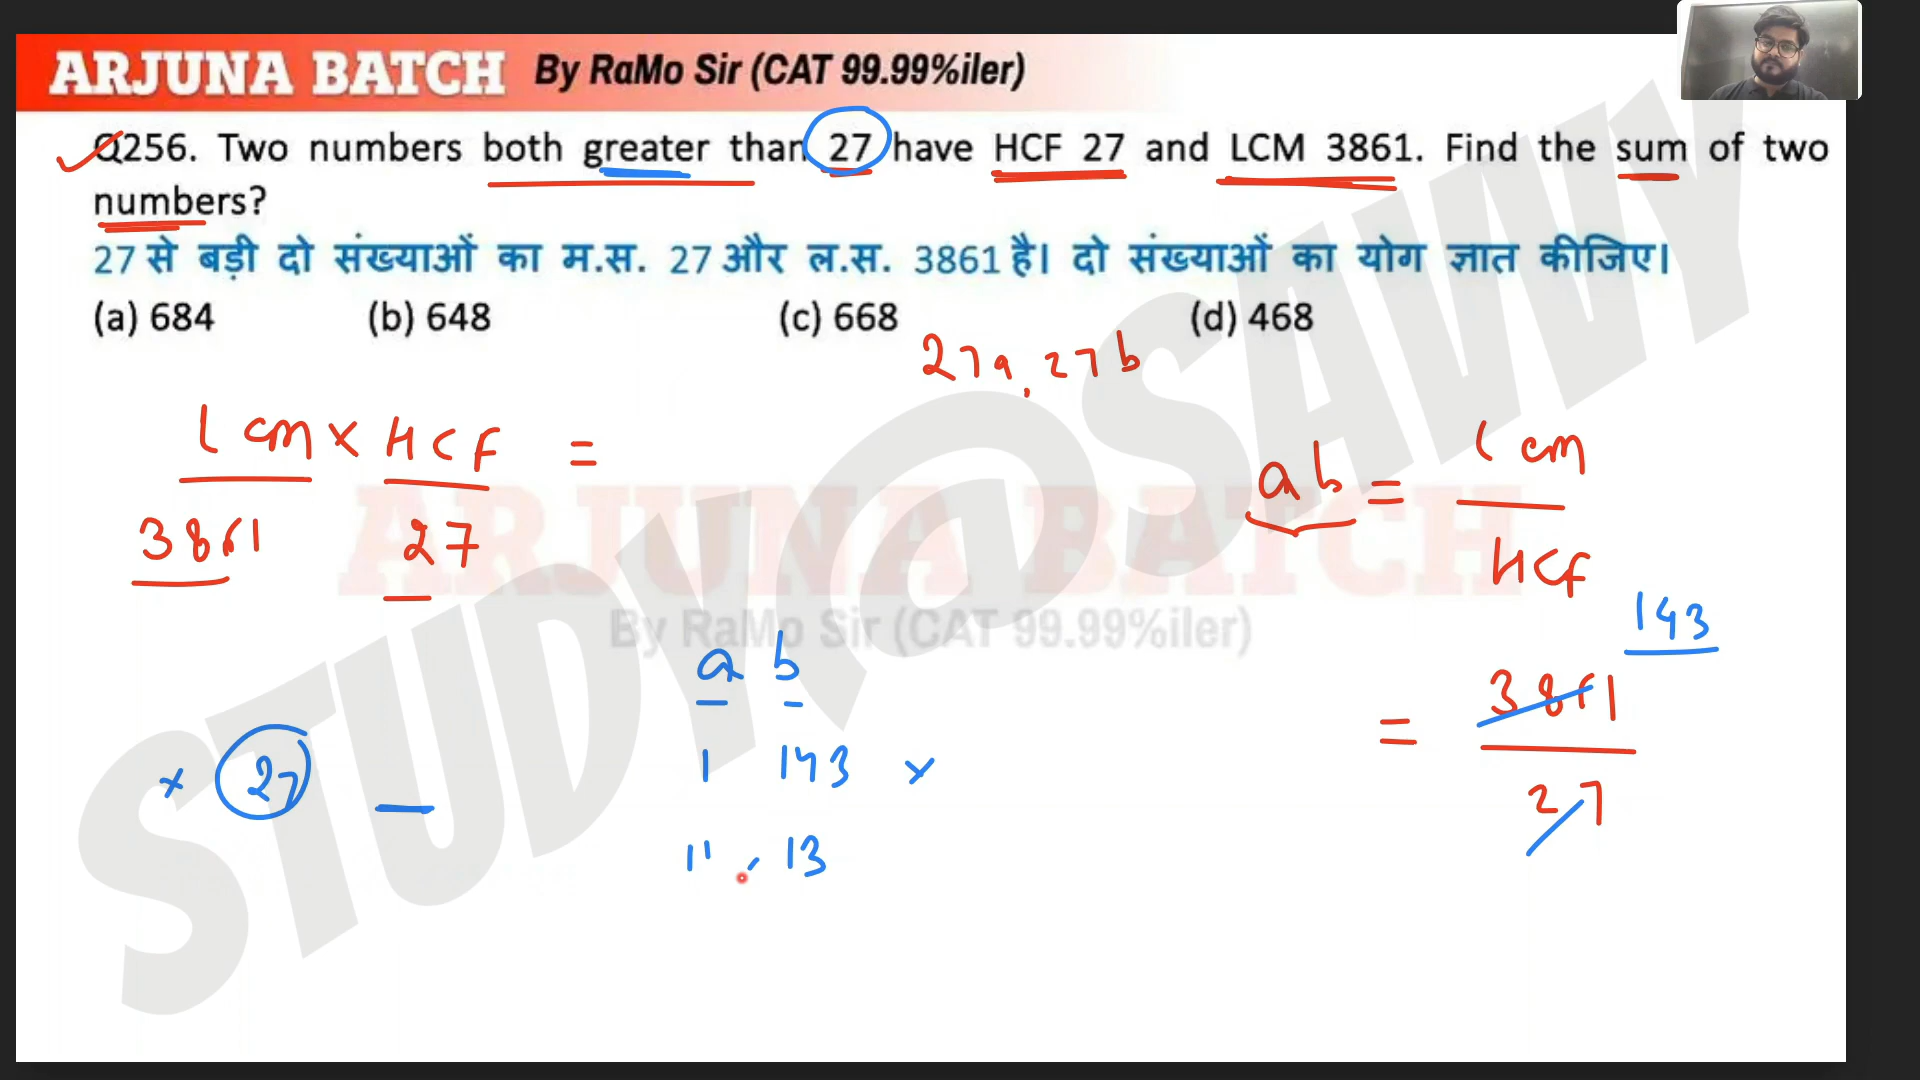 ARJUNA BATCH By RaMo Sir (CAT 99.99%iler)
Q256. Two numbers both greater than 27 have HCF 27 and LCM 3861. Find the sum of two
numbers?
27 से बड़ी दो संख्याओं का म.स. 27 और ल.स. 3861 है। दो संख्याओं का योग ज्ञात कीजिए।
(a) 684 (b) 648 (c) 668 (d) 468
27a, 27b
lcm x HCF =
3861 27
ab = lcm
HCF
ARJUNA BATCH
By RaMo Sir (CAT 99.99%iler)
143
= 3861
27
a b
x 27
1 143 x
11, 13
STUDY@SAVVY